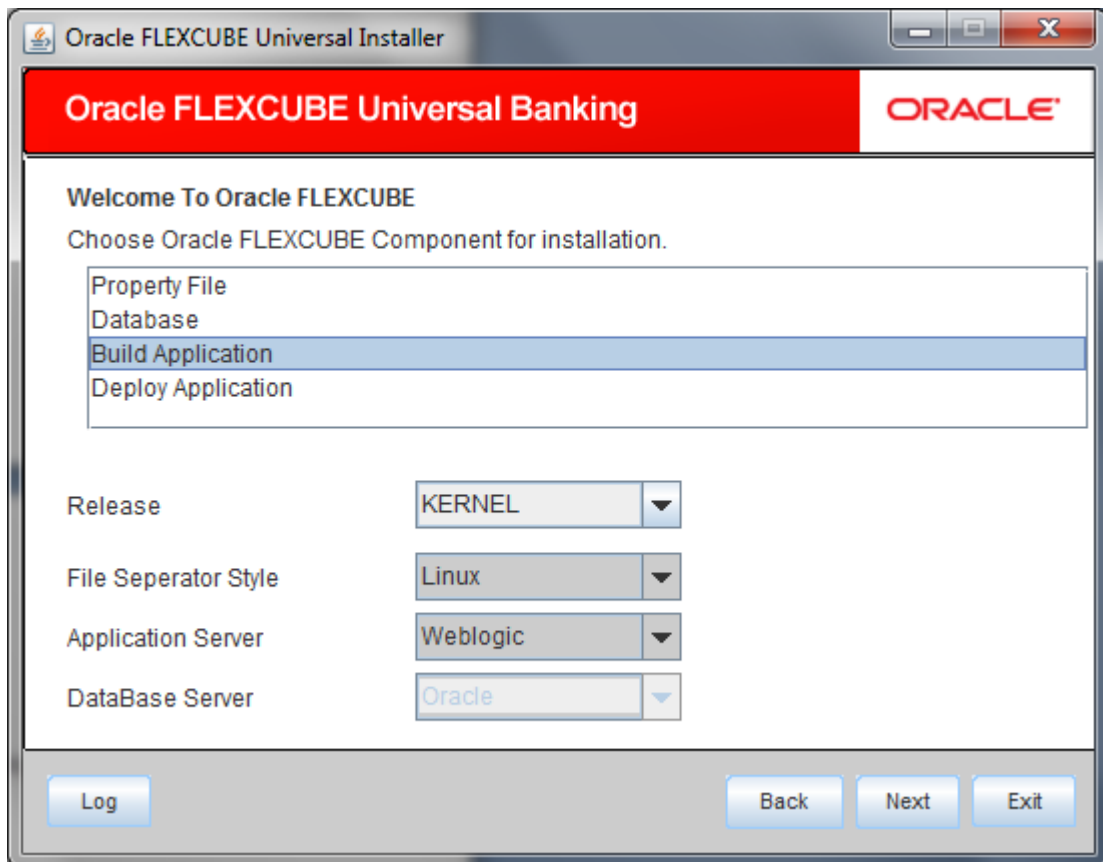 Oracle FLEXCUBE Universal Installer
Oracle FLEXCUBE Universal Banking
ORACLE
Welcome To Oracle FLEXCUBE
Choose Oracle FLEXCUBE Component for installation.
Property File
Database
Build Application
Deploy Application
Release KERNEL
File Seperator Style Linux
Application Server Weblogic
DataBase Server Oracle
Log Back Next Exit